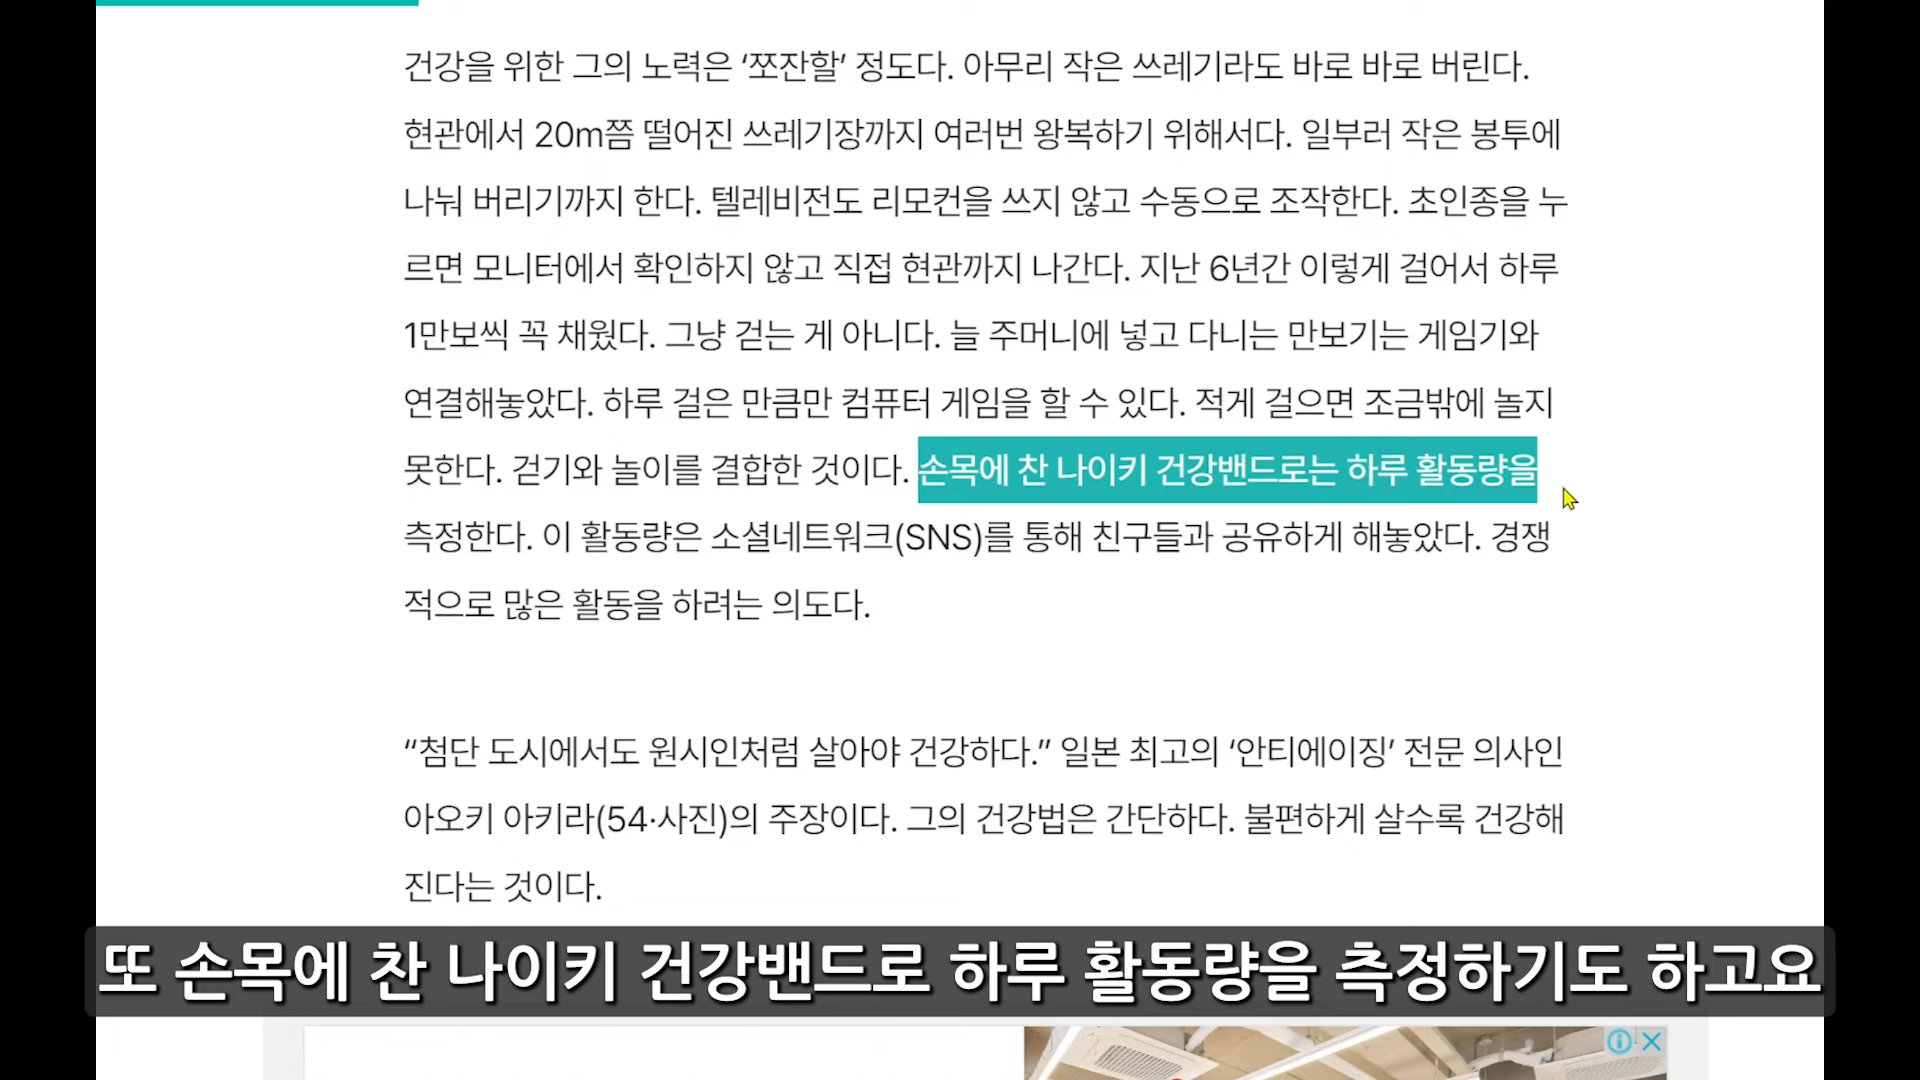 건강을 위한 그의 노력은 ‘쪼잔할’ 정도다. 아무리 작은 쓰레기라도 바로 바로 버린다.
현관에서 20m쯤 떨어진 쓰레기장까지 여러번 왕복하기 위해서다. 일부러 작은 봉투에
나눠 버리기까지 한다. 텔레비전도 리모컨을 쓰지 않고 수동으로 조작한다. 초인종을 누
르면 모니터에서 확인하지 않고 직접 현관까지 나간다. 지난 6년간 이렇게 걸어서 하루
1만보씩 꼭 채웠다. 그냥 걷는 게 아니다. 늘 주머니에 넣고 다니는 만보기는 게임기와
연결해놓았다. 하루 걸은 만큼만 컴퓨터 게임을 할 수 있다. 적게 걸으면 조금밖에 놀지
못한다. 걷기와 놀이를 결합한 것이다. 손목에 찬 나이키 건강밴드로는 하루 활동량을
측정한다. 이 활동량은 소셜네트워크(SNS)를 통해 친구들과 공유하게 해놓았다. 경쟁
적으로 많은 활동을 하려는 의도다.
“첨단 도시에서도 원시인처럼 살아야 건강하다.” 일본 최고의 ‘안티에이징’ 전문 의사인
아오키 아키라(54·사진)의 주장이다. 그의 건강법은 간단하다. 불편하게 살수록 건강해
진다는 것이다.
또 손목에 찬 나이키 건강밴드로 하루 활동량을 측정하기도 하고요